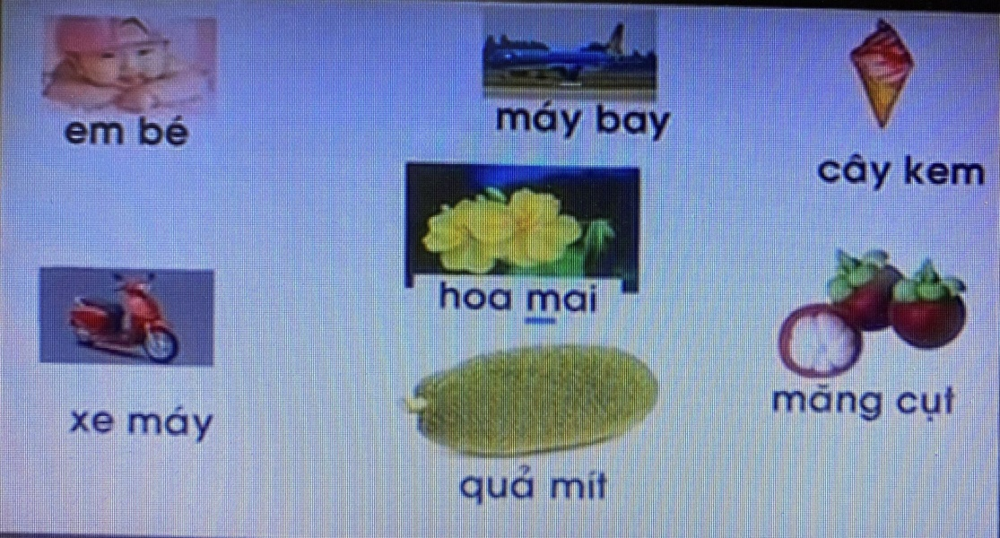 em bé
máy bay
cây kem
hoa mai
xe máy
măng cụt
quả mít